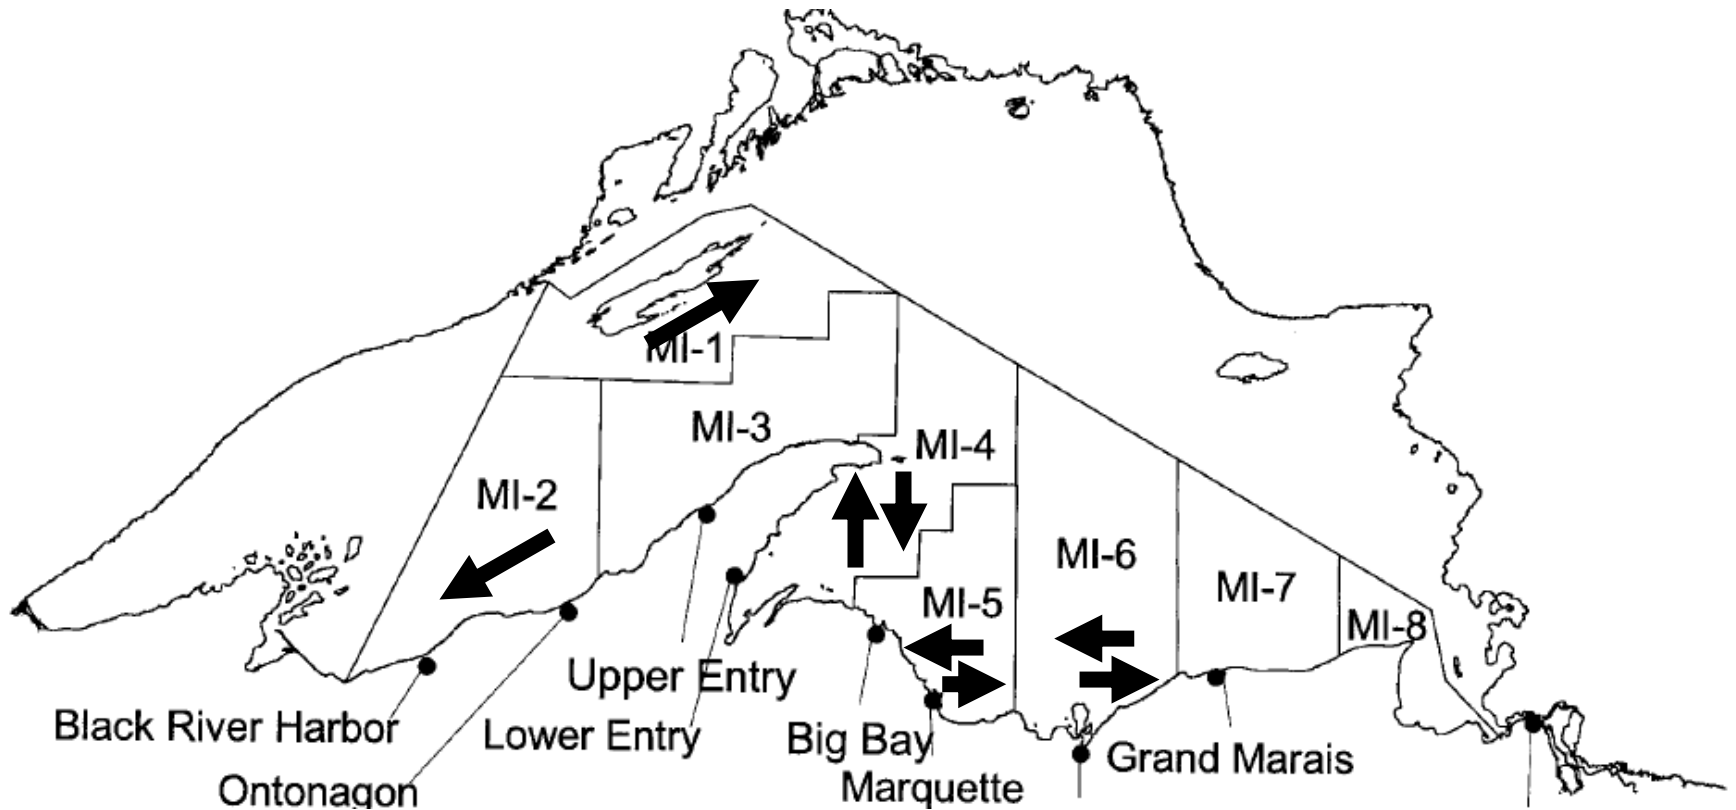 MI-1
MI-3
MI-4
MI-2
MI-6
MI-7
MI-5
MI-8
Upper Entry
Black River Harbor
Lower Entry
Big Bay
Grand Marais
Ontonagon
Marquette